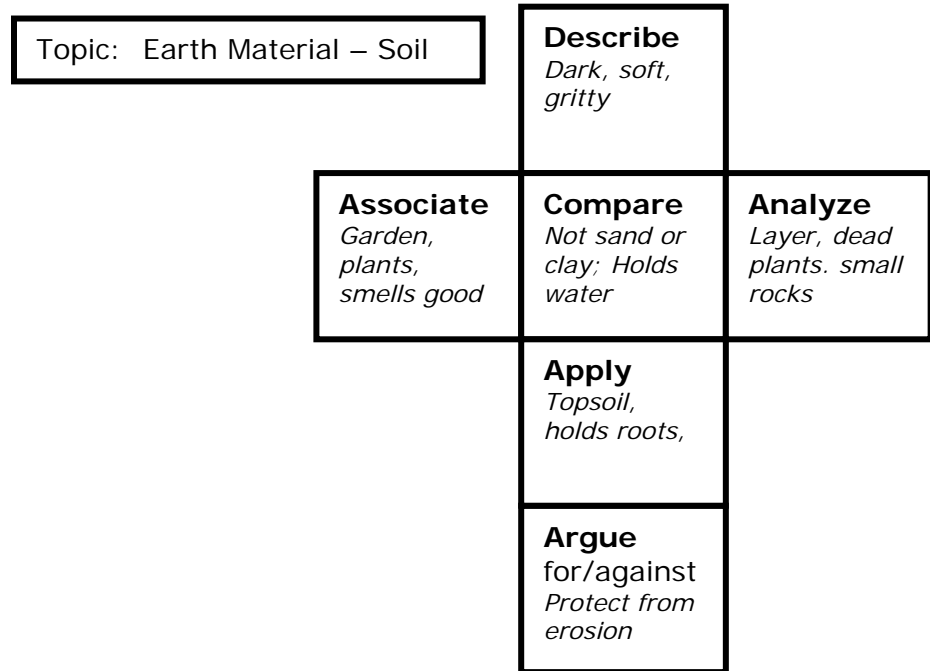 Topic: Earth Material – Soil
Describe
Dark, soft,
gritty
Associate
Garden,
plants,
smells good
Compare
Not sand or
clay; Holds
water
Analyze
Layer, dead
plants. small
rocks
Apply
Topsoil,
holds roots,
Argue
for/against
Protect from
erosion